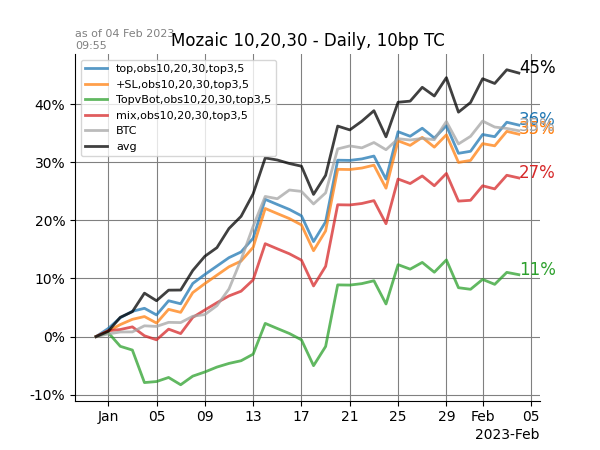 as of 04 Feb 2023
09:55
Mozaic 10,20,30 - Daily, 10bp TC
top,obs10,20,30,top3,5
+SL,obs10,20,30,top3,5
TopvBot,obs10,20,30,top3,5
mix,obs10,20,30,top3,5
BTC
avg
45%
36%
35%
27%
11%
40%
30%
20%
10%
0%
-10%
Jan 05 09 13 17 21 25 29 Feb 05
2023-Feb